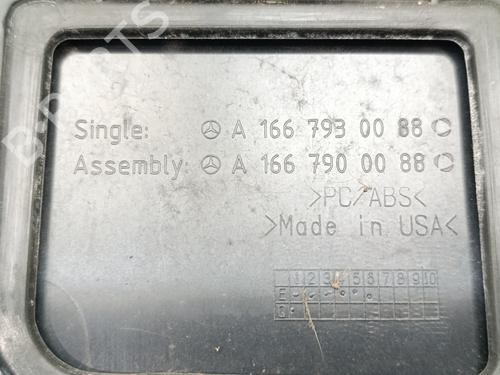 B-PARTS
Single: A 166 793 00 88
Assembly: A 166 790 00 88
>PC/ABS<
>Made in USA<
1 2 3 4 5 6 7 8 9 10
E
G